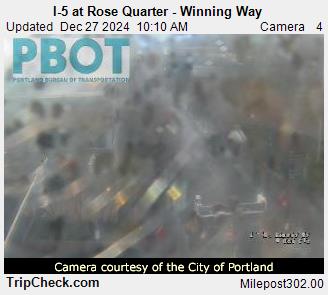 I-5 at Rose Quarter - Winning Way
Updated Dec 27 2024 10:10 AM Camera 4
PBOT
PORTLAND BUREAU OF TRANSPORTATION
Camera courtesy of the City of Portland
TripCheck.com Milepost302.00